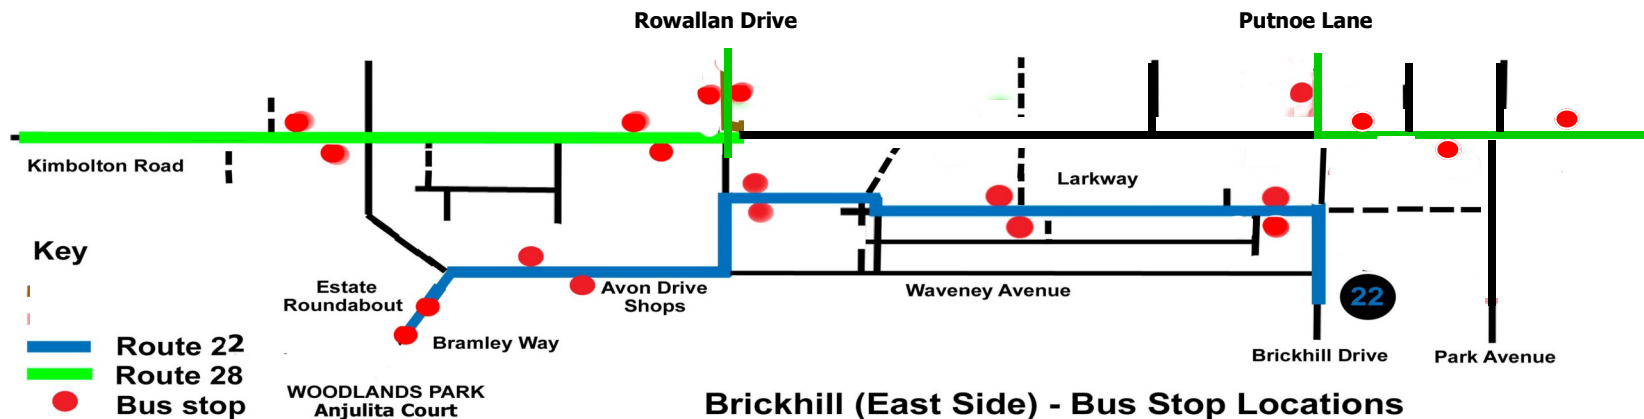 Rowallan Drive
Putnoe Lane
Kimbolton Road
Larkway
Key
Estate
Roundabout
Avon Drive
Shops
Waveney Avenue
22
Bramley Way
Brickhill Drive
Park Avenue
Route 22
Route 28
Bus stop
WOODLANDS PARK
Anjulita Court
Brickhill (East Side) - Bus Stop Locations